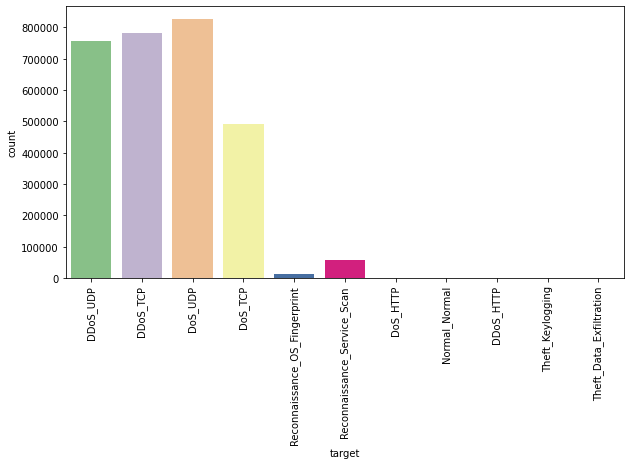 800000
700000
600000
500000
400000
300000
200000
100000
0
count
DDoS_UDP
DDoS_TCP
DoS_UDP
DoS_TCP
Reconnaissance_OS_Fingerprint
Reconnaissance_Service_Scan
DoS_HTTP
Normal_Normal
DDoS_HTTP
Theft_Keylogging
Theft_Data_Exfiltration
target